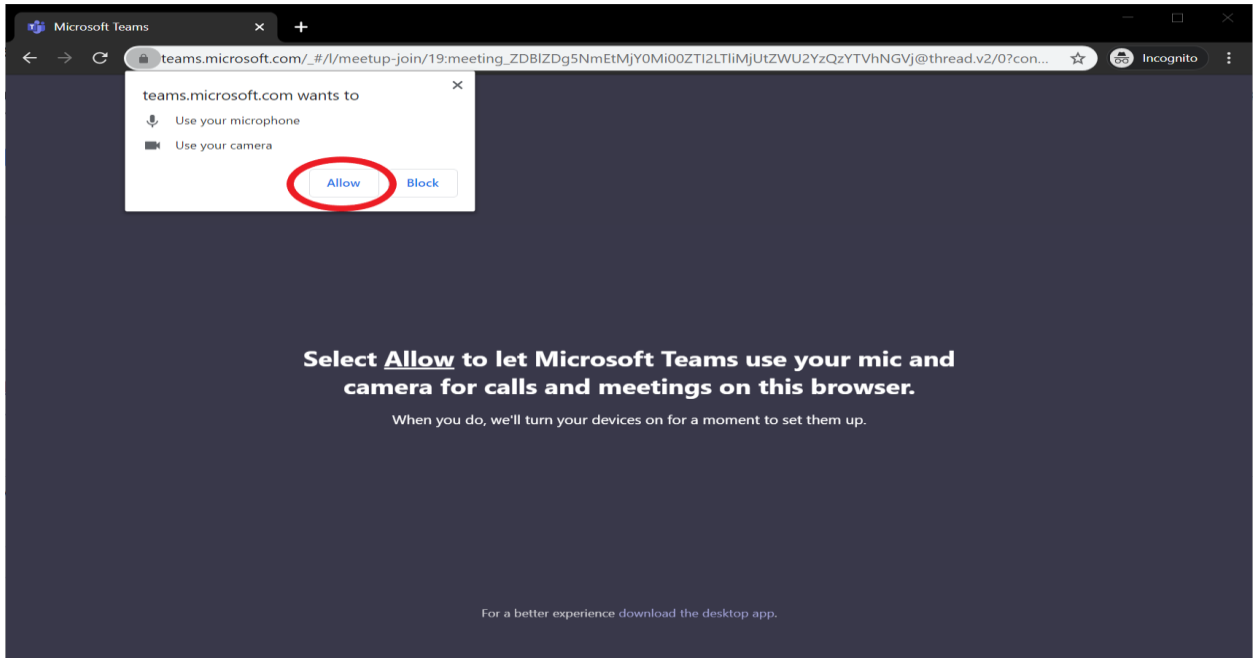 Microsoft Teams
teams.microsoft.com/_#/l/meetup-join/19:meeting_ZDBlZDg5NmEtMjY0Mi00ZTI2LTliMjUtZWU2YzQzYTVhNGVj@thread.v2/0?con...
Incognito
teams.microsoft.com wants to
Use your microphone
Use your camera
Allow Block
Select Allow to let Microsoft Teams use your mic and
camera for calls and meetings on this browser.
When you do, we'll turn your devices on for a moment to set them up.
For a better experience download the desktop app.